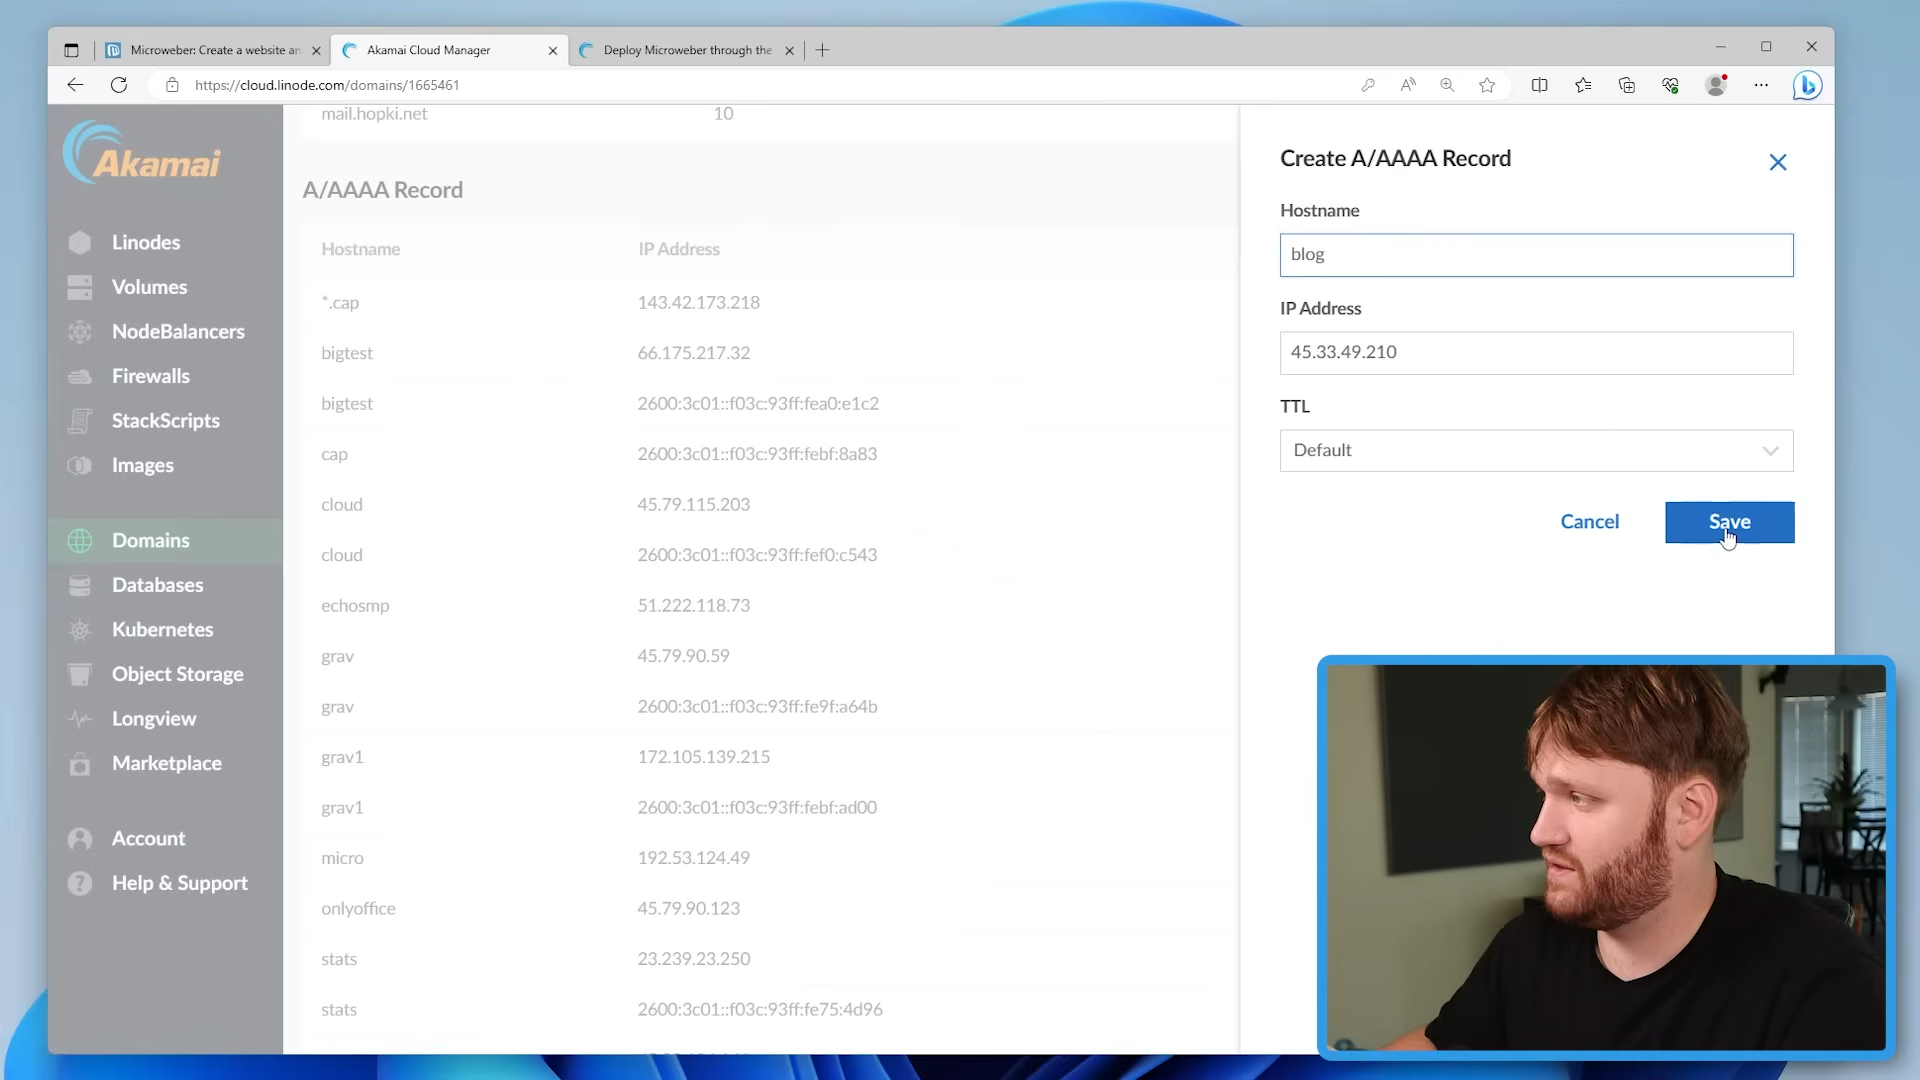 Microweber: Create a website an
Akamai Cloud Manager
Deploy Microweber through the
https://cloud.linode.com/domains/1665461
Akamai
Linodes
Volumes
NodeBalancers
Firewalls
StackScripts
Images
Domains
Databases
Kubernetes
Object Storage
Longview
Marketplace
Account
Help & Support
mail.hopki.net 10
A/AAAA Record
Hostname IP Address
*.cap 143.42.173.218
bigtest 66.175.217.32
bigtest 2600:3c01::f03c:93ff:fea0:e1c2
cap 2600:3c01::f03c:93ff:febf:8a83
cloud 45.79.115.203
cloud 2600:3c01::f03c:93ff:fef0:c543
echosmp 51.222.118.73
grav 45.79.90.59
grav 2600:3c01::f03c:93ff:fe9f:a64b
grav1 172.105.139.215
grav1 2600:3c01::f03c:93ff:febf:ad00
micro 192.53.124.49
onlyoffice 45.79.90.123
stats 23.239.23.250
stats 2600:3c01::f03c:93ff:fe75:4d96
Create A/AAAA Record
Hostname
blog
IP Address
45.33.49.210
TTL
Default
Cancel Save